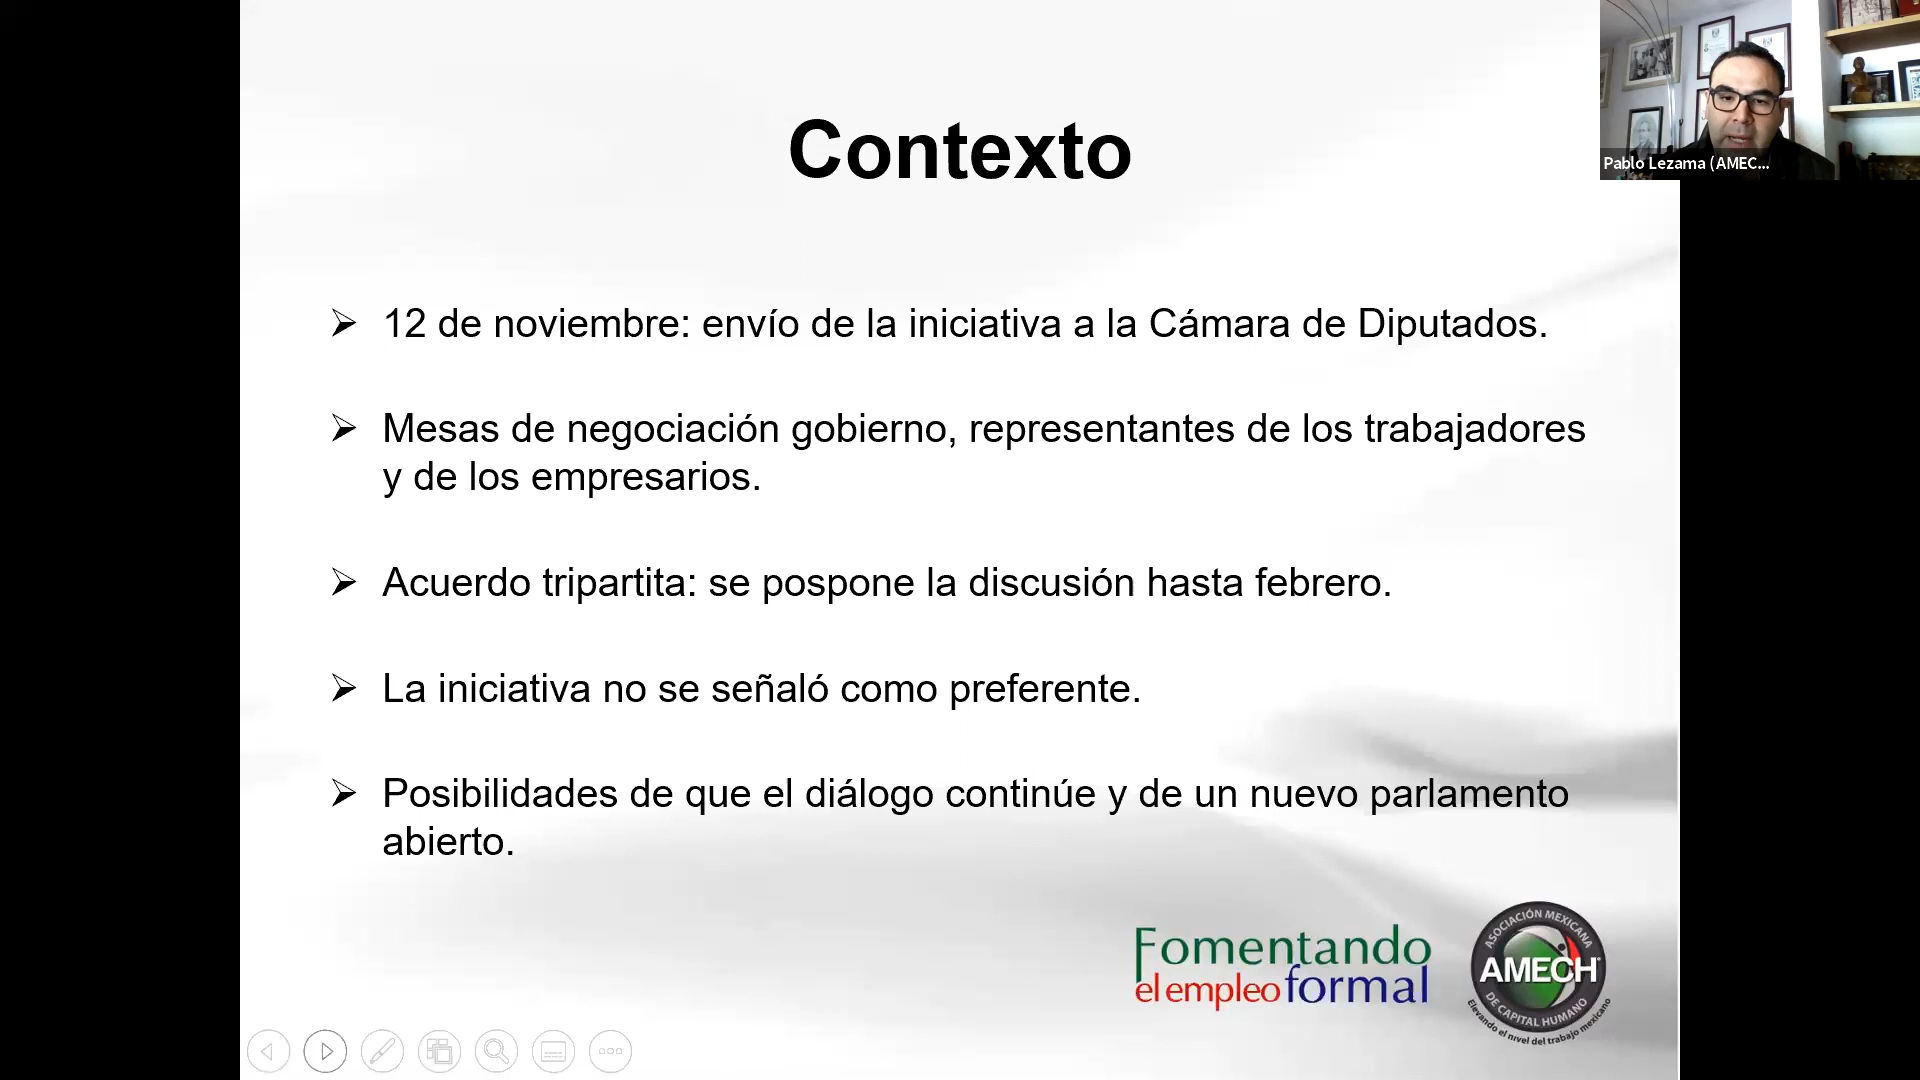 Contexto
Pablo Lezama (AMEC...
12 de noviembre: envío de la iniciativa a la Cámara de Diputados.
Mesas de negociación gobierno, representantes de los trabajadores
y de los empresarios.
Acuerdo tripartita: se pospone la discusión hasta febrero.
La iniciativa no se señaló como preferente.
Posibilidades de que el diálogo continúe y de un nuevo parlamento
abierto.
Fomentando
el empleo formal
ASOCIACIÓN MEXICANA
AMECH
DE CAPITAL HUMANO
Elevando el nivel del trabajo mexicano